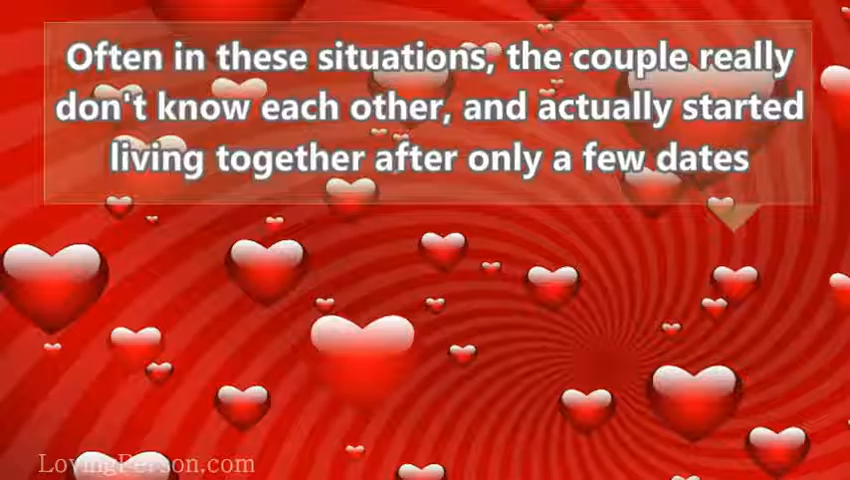 Often in these situations, the couple really
don't know each other, and actually started
living together after only a few dates
LovingPerson.com